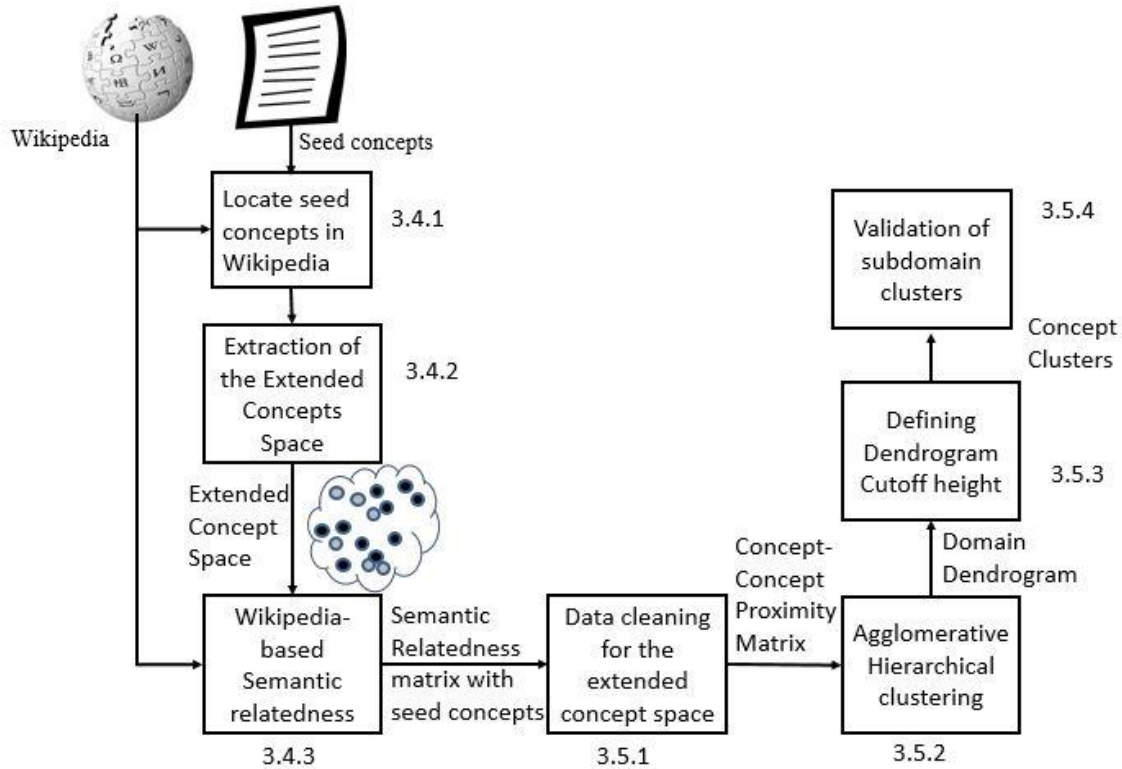 Wikipedia
Seed concepts
Locate seed
concepts in
Wikipedia
3.4.1
Extraction of
the Extended
Concepts
Space
3.4.2
Extended
Concept
Space
Wikipedia-
based
Semantic
relatedness
3.4.3
Semantic
Relatedness
matrix with
seed concepts
Data cleaning
for the
extended
concept space
3.5.1
Concept-
Concept
Proximity
Matrix
Agglomerative
Hierarchical
clustering
3.5.2
Domain
Dendrogram
Defining
Dendrogram
Cutoff height
3.5.3
Concept
Clusters
Validation of
subdomain
clusters
3.5.4